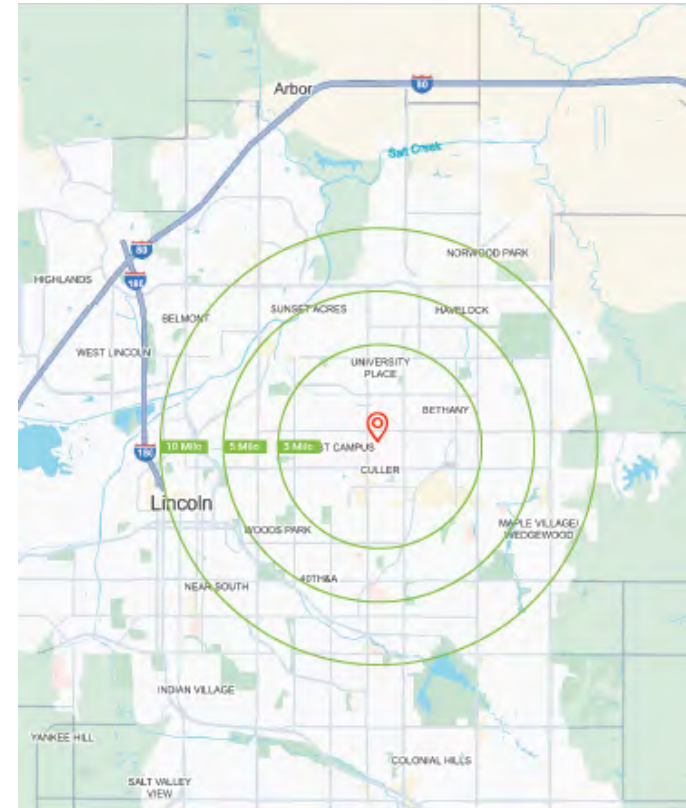 Arbor
80
Salt Creek
NORWOOD PARK
80
HIGHLANDS
180
SUNSET ACRES
HAVELOCK
BELMONT
WEST LINCOLN
UNIVERSITY
PLACE
BETHANY
180
10 Mile
5 Mile
3 Mile
ST CAMPUS
CULLER
Lincoln
WOODS PARK
MAPLE VILLAGE/
WEDGEWOOD
40TH&A
NEAR SOUTH
INDIAN VILLAGE
YANKEE HILL
COLONIAL HILLS
SALT VALLEY
VIEW